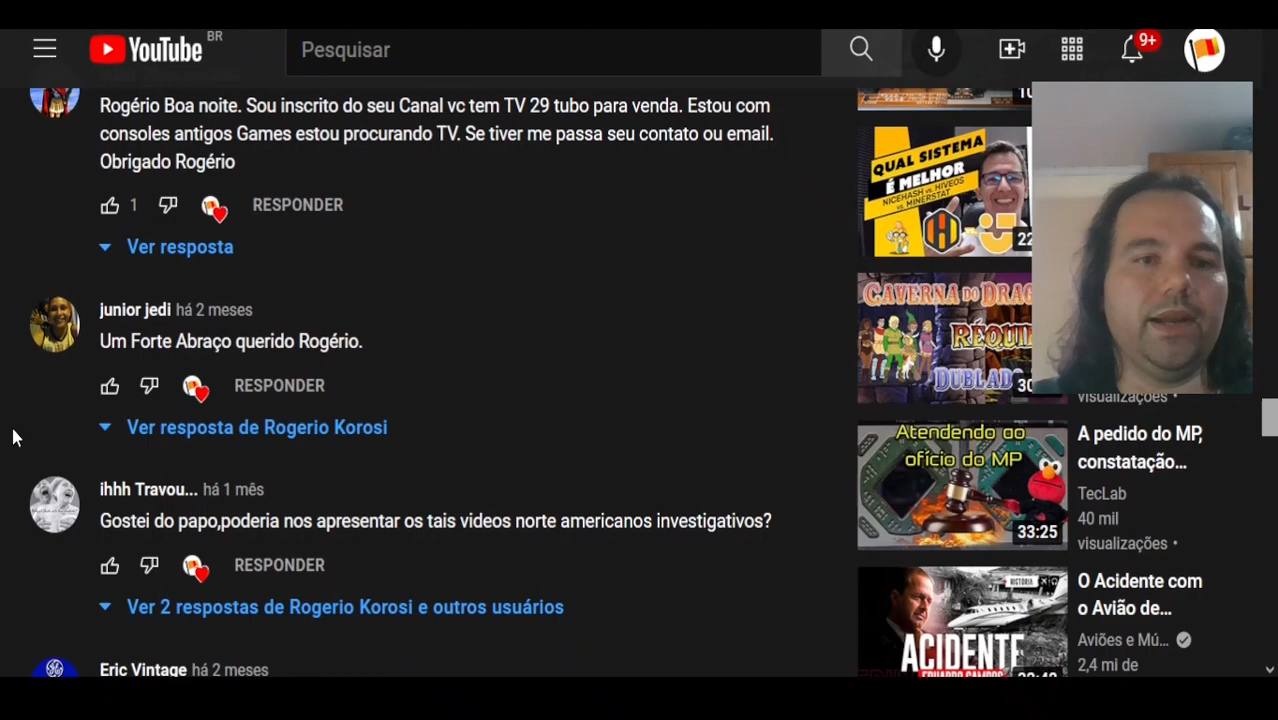 YouTube BR
Pesquisar
9+
Rogério Boa noite. Sou inscrito do seu Canal vc tem TV 29 tubo para venda. Estou com
consoles antigos Games estou procurando TV. Se tiver me passa seu contato ou email.
Obrigado Rogério
1
RESPONDER
Ver resposta
junior jedi há 2 meses
Um Forte Abraço querido Rogério.
RESPONDER
Ver resposta de Rogerio Korosi
ihhh Travou... há 1 mês
Gostei do papo,poderia nos apresentar os tais videos norte americanos investigativos?
RESPONDER
Ver 2 respostas de Rogerio Korosi e outros usuários
Eric Vintage há 2 meses
QUAL SISTEMA
É MELHOR
NICEHASH vs. HIVEOS
vs. MINERSTAT
22
CAVERNA DO DRAG
RÉQUI
DUBLAD
30
visualizações •
Atendendo ao
ofício do MP
33:25
A pedido do MP,
constatação...
TecLab
40 mil
visualizações •
HISTORIA
ACIDENTE
EDUARDO CAMPOS
O Acidente com
o Avião de...
Aviões e Mú...
2,4 mi de